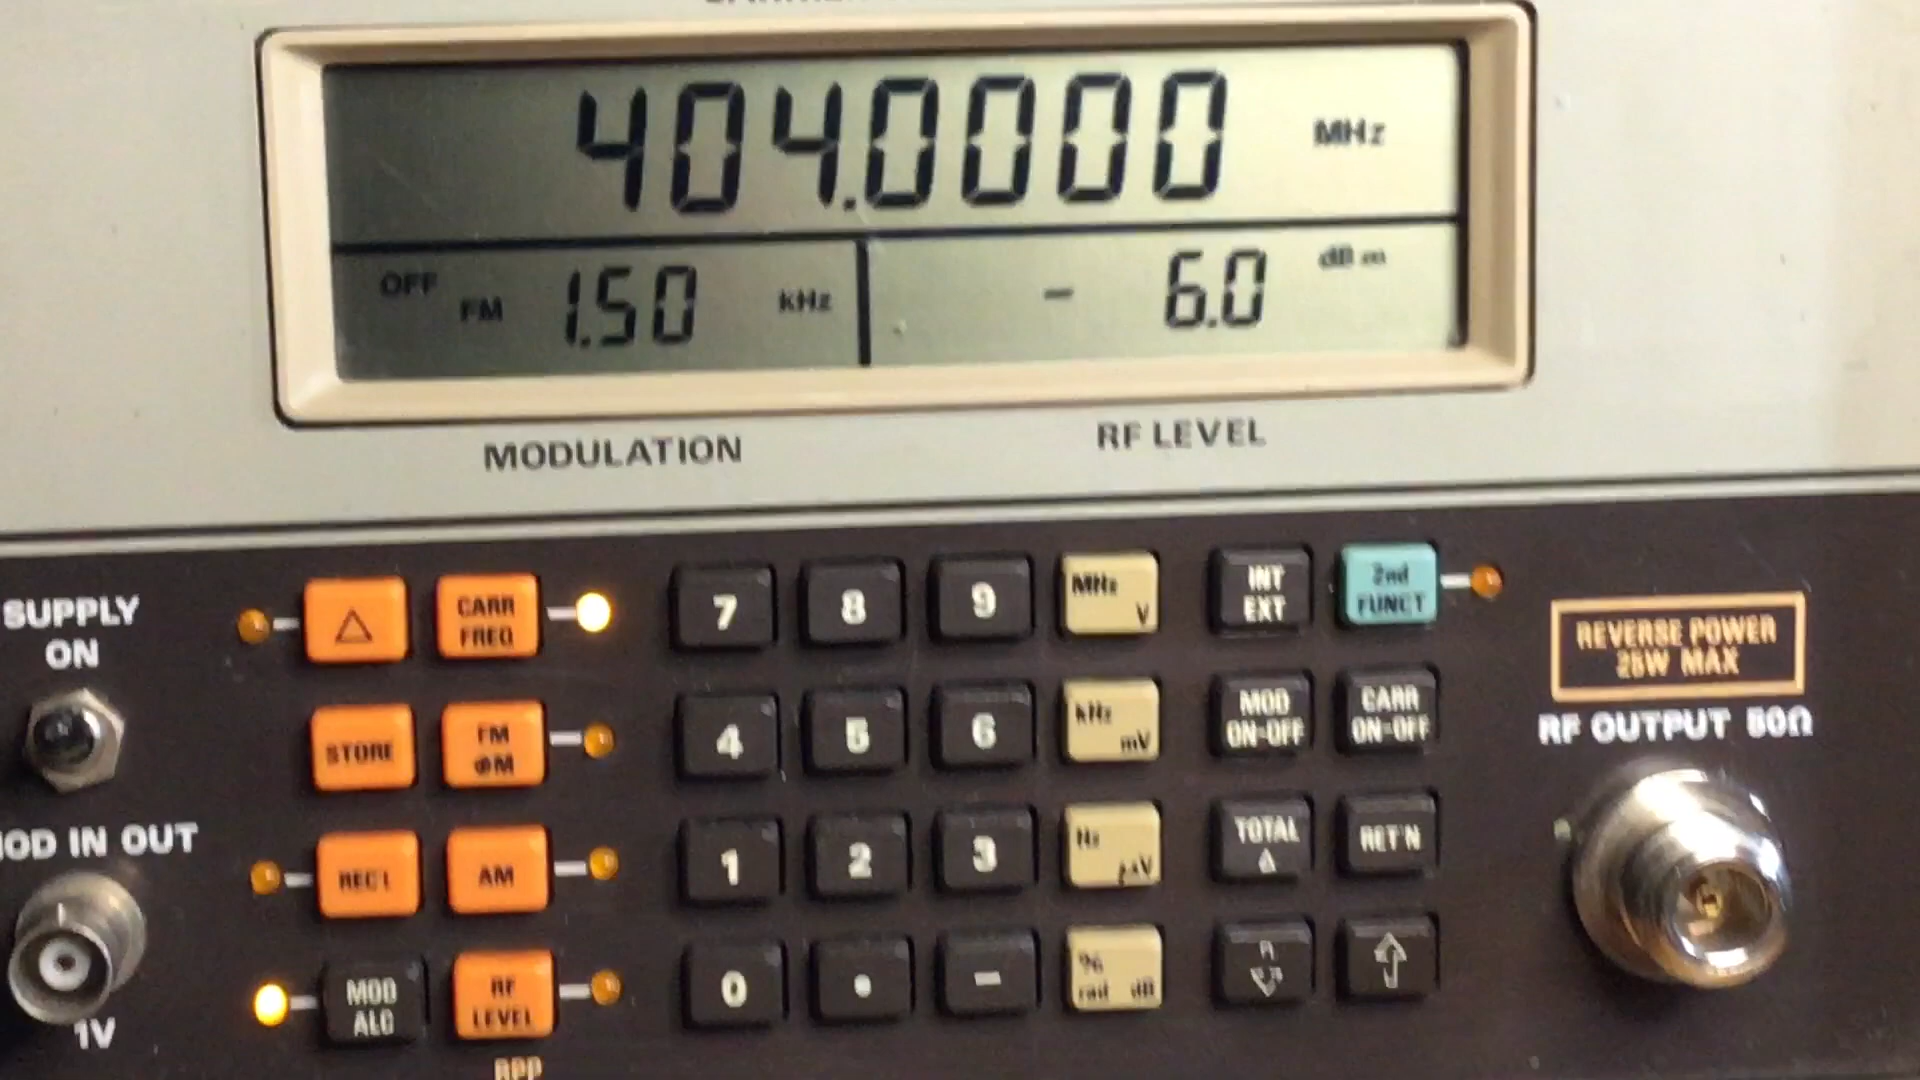 404.0000 MHz
OFF FM 1.50 kHz - 6.0 dBm
MODULATION RF LEVEL
SUPPLY
ON
CARR
FREQ
7 8 9
MHz
V
INT
EXT
2nd
FUNCT
REVERSE POWER
25W MAX
STORE
FM
ΦM
4 5 6
kHz
mV
MOD
ON-OFF
CARR
ON-OFF
RF OUTPUT 50Ω
MOD IN OUT
RECL
AM
1 2 3
Hz
µV
TOTAL
Δ
RET'N
1V
MOD
ALC
RF
LEVEL
0 • −
%
rad dB
RPP